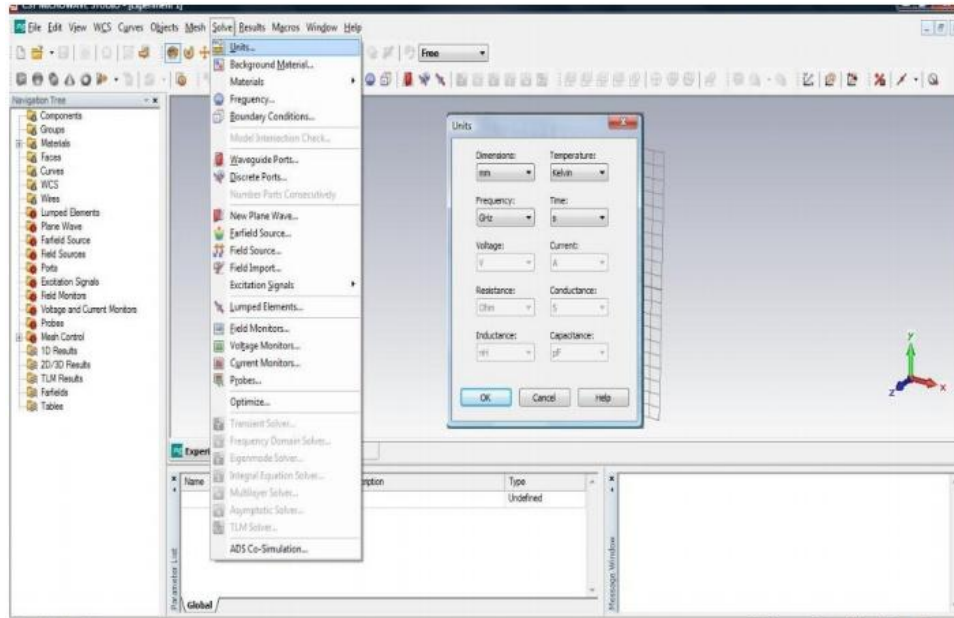 CST MICROWAVE STUDIO - [Experiment 1]
File Edit View WCS Curves Objects Mesh Solve Results Macros Window Help
Free
Navigation Tree
Components
Groups
Materials
Faces
Curves
WCS
Wires
Lumped Elements
Plane Wave
Farfield Source
Field Sources
Ports
Excitation Signals
Field Monitors
Voltage and Current Monitors
Probes
Mesh Control
1D Results
2D/3D Results
TLM Results
Farfields
Tables
Units...
Background Material...
Materials
Frequency...
Boundary Conditions...
Model Intersection Check...
Waveguide Ports...
Discrete Ports...
Number Ports Consecutively
New Plane Wave...
Farfield Source...
Field Source...
Field Import...
Excitation Signals
Lumped Elements...
Field Monitors...
Voltage Monitors...
Current Monitors...
Probes...
Optimize...
Transient Solver...
Frequency Domain Solver...
Eigenmode Solver...
Integral Equation Solver...
Multilayer Solver...
Asymptotic Solver...
TLM Solver...
ADS Co-Simulation...
Units
Dimensions: Temperature:
mm Kelvin
Frequency: Time:
GHz
Voltage: Current:
V A
Resistance: Conductance:
Ohm S
Inductance: Capacitance:
nH pF
OK Cancel Help
y
x
z
Experi
Name ription Type
Undefined
Parameter List
Global
Message Window